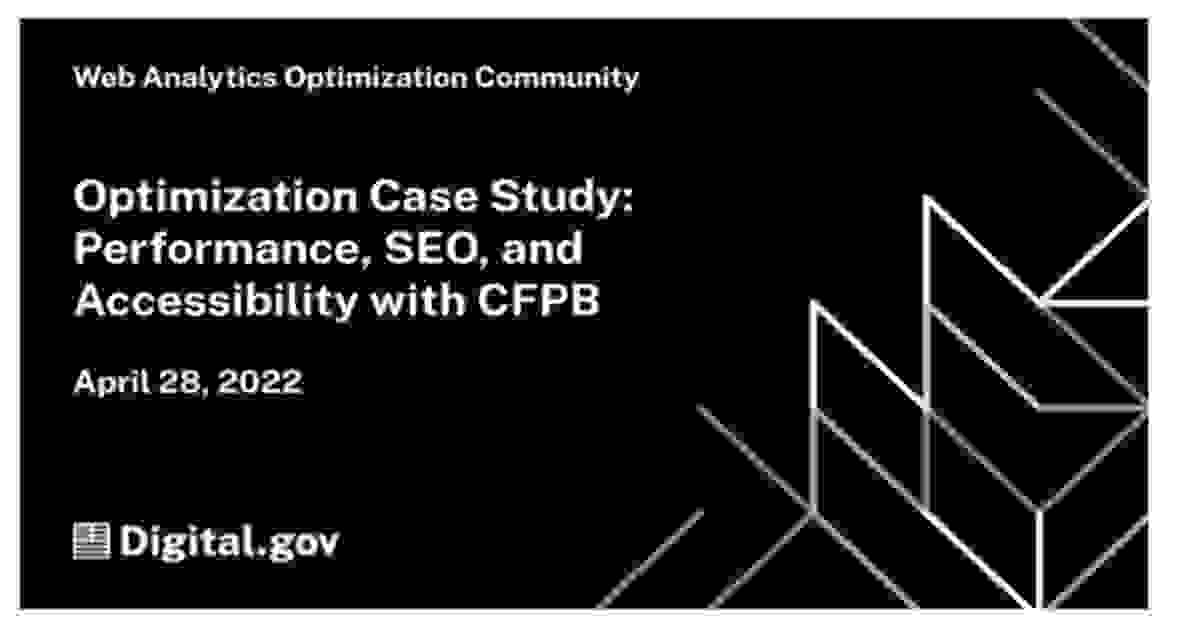 Web Analytics Optimization Community
Optimization Case Study:
Performance, SEO, and
Accessibility with CFPB
April 28, 2022
Digital.gov